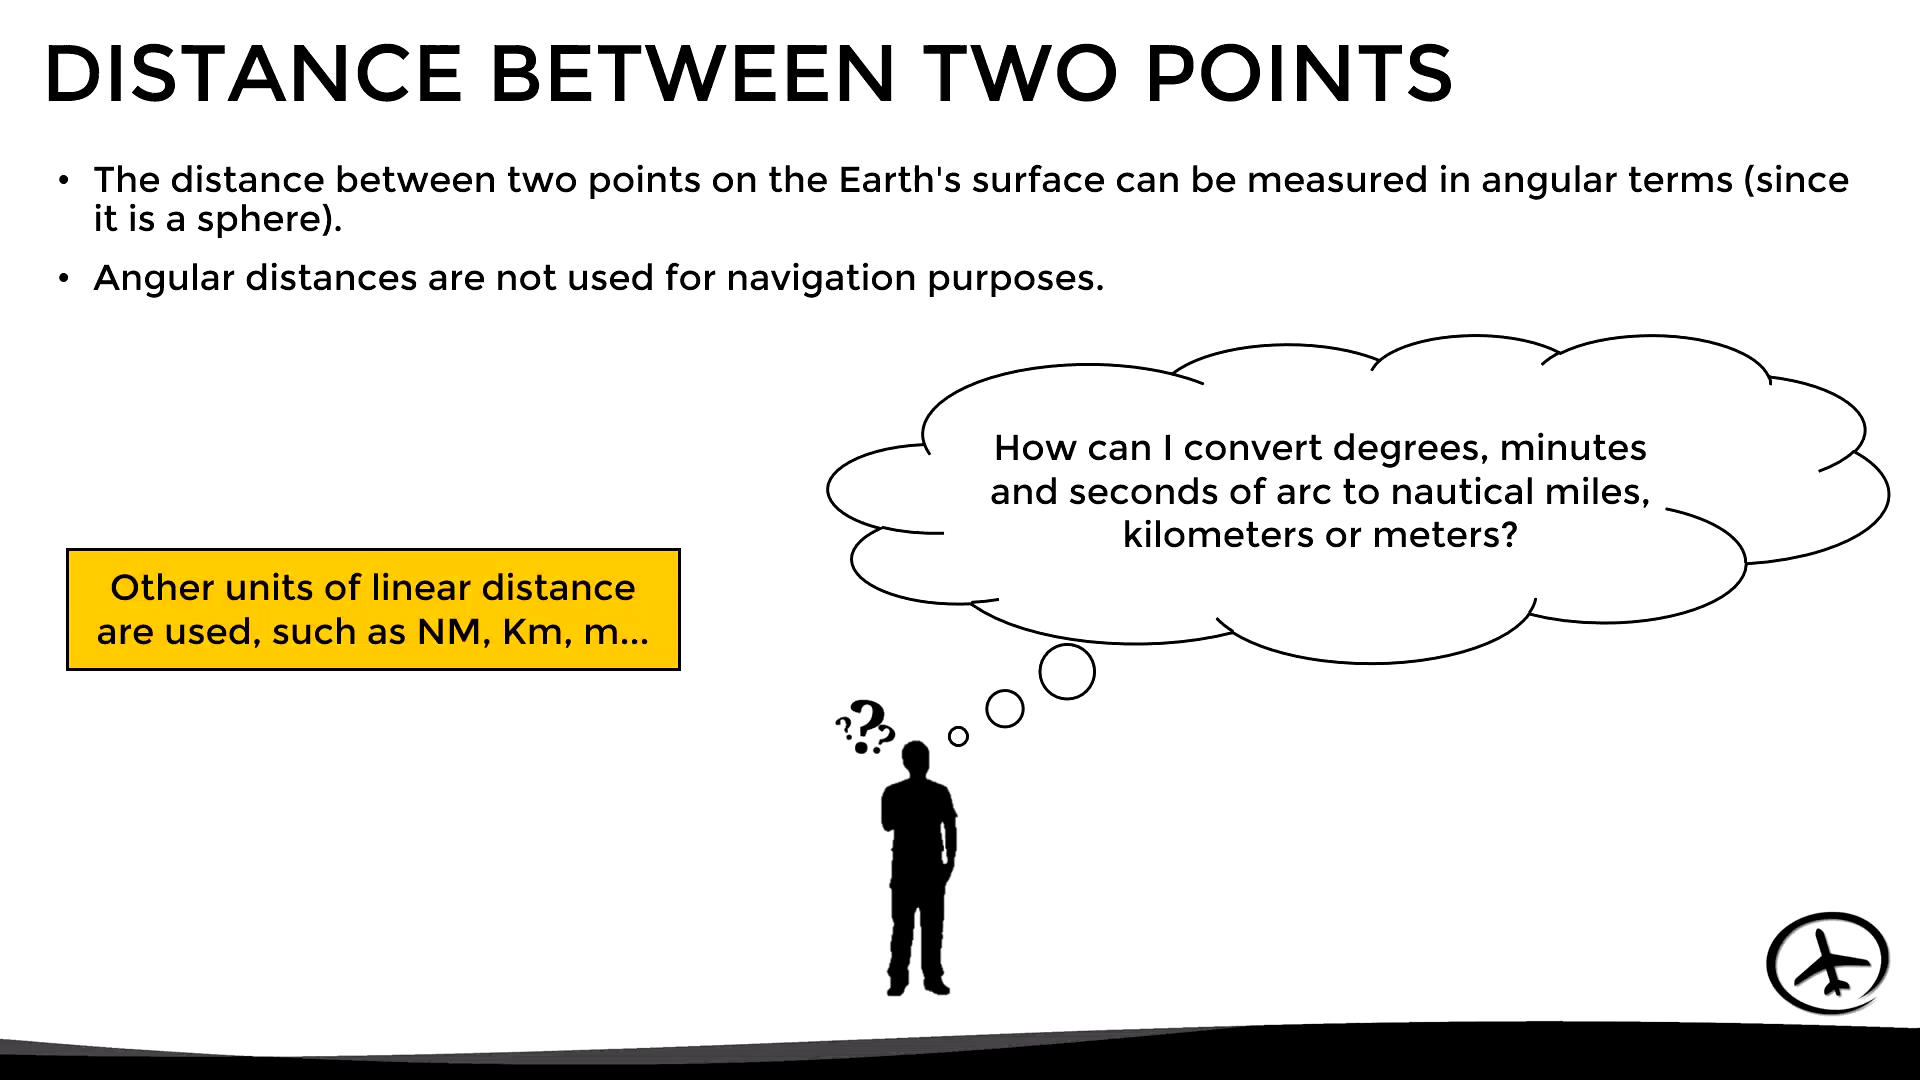 DISTANCE BETWEEN TWO POINTS
• The distance between two points on the Earth's surface can be measured in angular terms (since
it is a sphere).
• Angular distances are not used for navigation purposes.
How can I convert degrees, minutes
and seconds of arc to nautical miles,
kilometers or meters?
Other units of linear distance
are used, such as NM, Km, m...
???